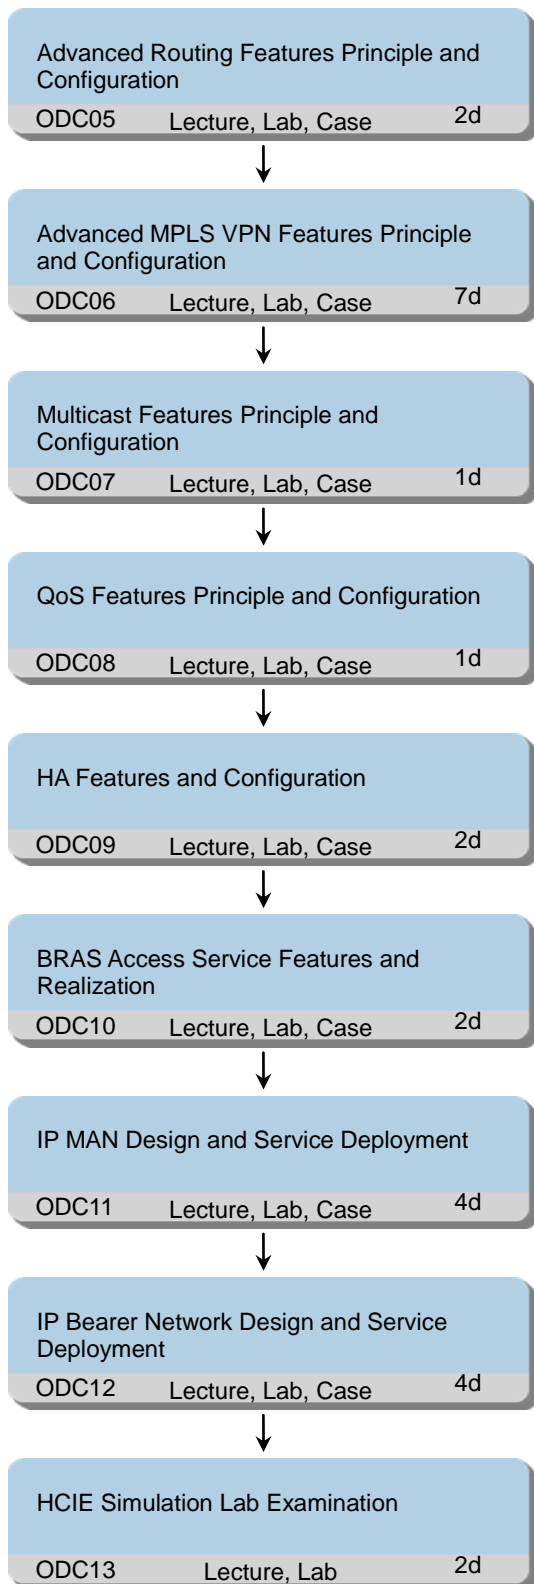 Advanced Routing Features Principle and
Configuration
ODC05 Lecture, Lab, Case 2d
Advanced MPLS VPN Features Principle
and Configuration
ODC06 Lecture, Lab, Case 7d
Multicast Features Principle and
Configuration
ODC07 Lecture, Lab, Case 1d
QoS Features Principle and Configuration
ODC08 Lecture, Lab, Case 1d
HA Features and Configuration
ODC09 Lecture, Lab, Case 2d
BRAS Access Service Features and
Realization
ODC10 Lecture, Lab, Case 2d
IP MAN Design and Service Deployment
ODC11 Lecture, Lab, Case 4d
IP Bearer Network Design and Service
Deployment
ODC12 Lecture, Lab, Case 4d
HCIE Simulation Lab Examination
ODC13 Lecture, Lab 2d